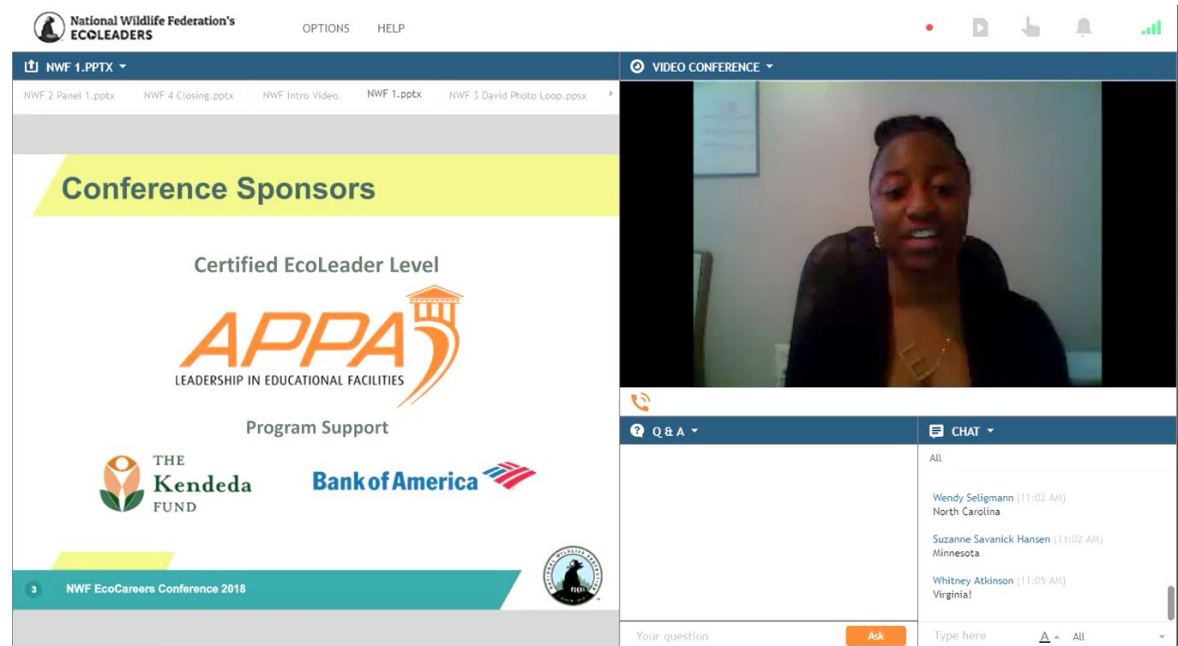 National Wildlife Federation's
ECOLEADERS
OPTIONS HELP
NWF 1.PPTX
NWF 2 Panel 1.pptx NWF 4 Closing.pptx NWF Intro Video NWF 1.pptx NWF 3 David Photo Loop.ppsx
Conference Sponsors
Certified EcoLeader Level
APPA
LEADERSHIP IN EDUCATIONAL FACILITIES
Program Support
THE
Kendeda
FUND
Bank of America
3 NWF EcoCareers Conference 2018
NATIONAL WILDLIFE FEDERATION
VIDEO CONFERENCE
Q & A
Your question Ask
CHAT
All
Wendy Seligmann (11:02 AM)
North Carolina
Suzanne Savanick Hansen (11:02 AM)
Minnesota
Whitney Atkinson (11:05 AM)
Virginia!
Type here A All